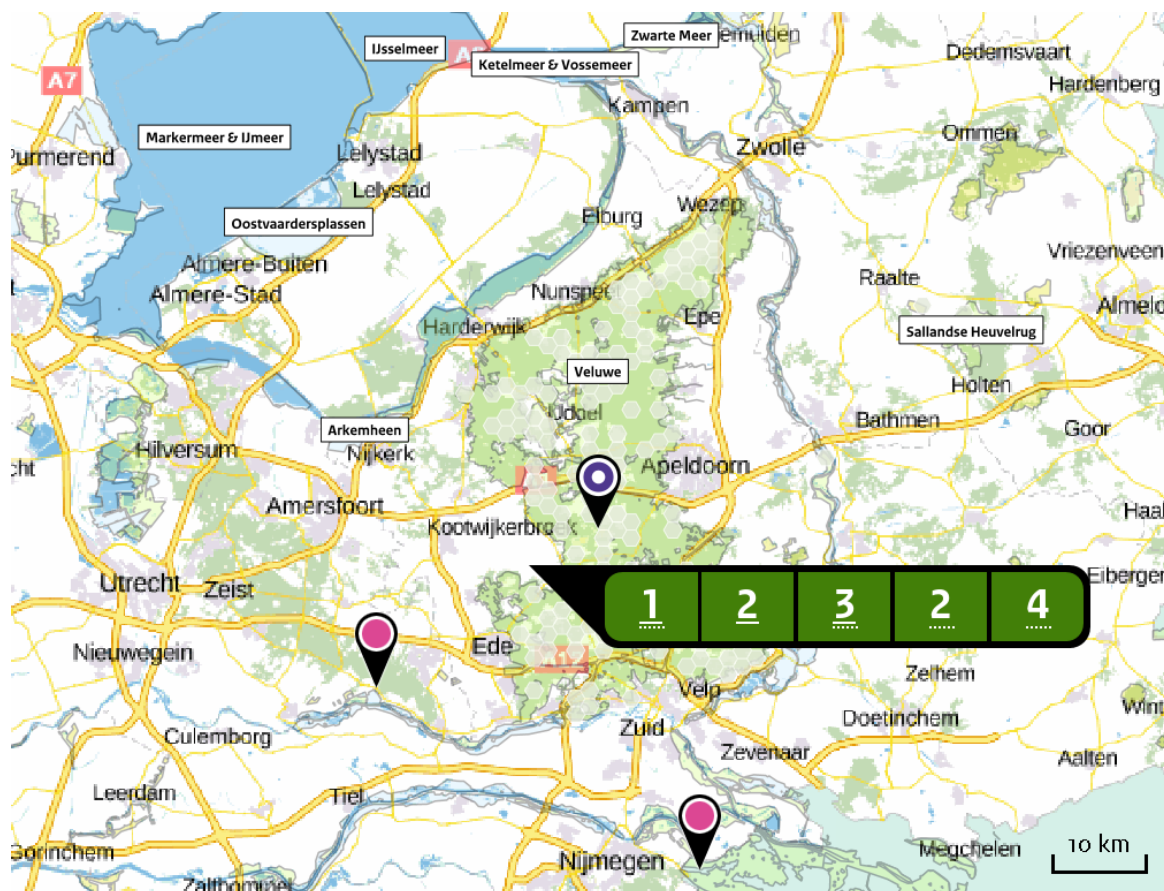 IJsselmeer
Zwarte Meer
Dedemsvaart
Ketelmeer & Vossemeer
A7
Hardenberg
Kampen
Markermeer & IJmeer
Ommen
Zwolle
Lelystad
Lelystad
Wezep
Elburg
Oostvaardersplassen
Vriezenveen
Almere-Buiten
Raalte
Almere-Stad
Nunspeet
Epe
Harderwijk
Sallandse Heuvelrug
Veluwe
Holten
Uddel
Bathmen
Arkemheen
Goor
Hilversum
Nijkerk
Apeldoorn
Amersfoort
Kootwijkerbroek
Utrecht
Zeist
1 2 3 2 4
Ede
Nieuwegein
Zelhem
Velp
Doetinchem
Culemborg
Zuid
Zevenaar
Aalten
Leerdam
Tiel
10 km
Megchelen
Nijmegen